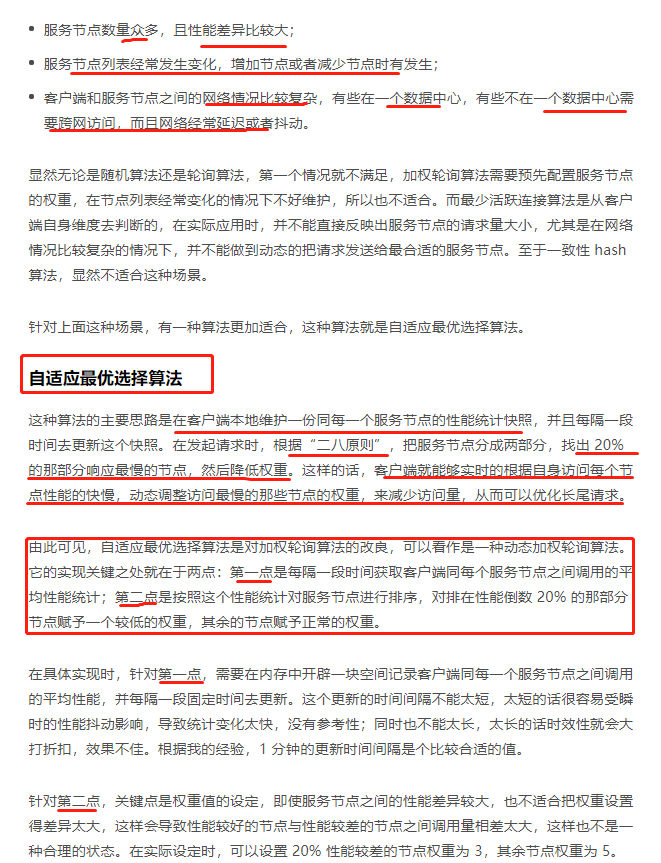 服务节点数量众多，且性能差异比较大；
服务节点列表经常发生变化，增加节点或者减少节点时有发生；
客户端和服务节点之间的网络情况比较复杂，有些在一个数据中心，有些不在一个数据中心需
要跨网访问，而且网络经常延迟或者抖动。
显然无论是随机算法还是轮询算法，第一个情况就不满足，加权轮询算法需要预先配置服务节点
的权重，在节点列表经常变化的情况下不好维护，所以也不适合。而最少活跃连接算法是从客户
端自身维度去判断的，在实际应用时，并不能直接反映出服务节点的请求量大小，尤其是在网络
情况比较复杂的情况下，并不能做到动态的把请求发送给最合适的服务节点。至于一致性 hash
算法，显然不适合这种场景。
针对上面这种场景，有一种算法更加适合，这种算法就是自适应最优选择算法。
自适应最优选择算法
这种算法的主要思路是在客户端本地维护一份同每一个服务节点的性能统计快照，并且每隔一段
时间去更新这个快照。在发起请求时，根据“二八原则”，把服务节点分成两部分，找出 20%
的那部分响应最慢的节点，然后降低权重。这样的话，客户端就能够实时的根据自身访问每个节
点性能的快慢，动态调整访问最慢的那些节点的权重，来减少访问量，从而可以优化长尾请求。
由此可见，自适应最优选择算法是对加权轮询算法的改良，可以看作是一种动态加权轮询算法。
它的实现关键之处就在于两点：第一点是每隔一段时间获取客户端同每个服务节点之间调用的平
均性能统计；第二点是按照这个性能统计对服务节点进行排序，对排在性能倒数 20% 的那部分
节点赋予一个较低的权重，其余的节点赋予正常的权重。
在具体实现时，针对第一点，需要在内存中开辟一块空间记录客户端同每一个服务节点之间调用
的平均性能，并每隔一段固定时间去更新。这个更新的时间间隔不能太短，太短的话很容易受瞬
时的性能抖动影响，导致统计变化太快，没有参考性；同时也不能太长，太长的话时效性就会大
打折扣，效果不佳。根据我的经验，1 分钟的更新时间间隔是个比较合适的值。
针对第二点，关键点是权重值的设定，即使服务节点之间的性能差异较大，也不适合把权重设置
得差异太大，这样会导致性能较好的节点与性能较差的节点之间调用量相差太大，这样也不是一
种合理的状态。在实际设定时，可以设置 20% 性能较差的节点权重为 3，其余节点权重为 5。